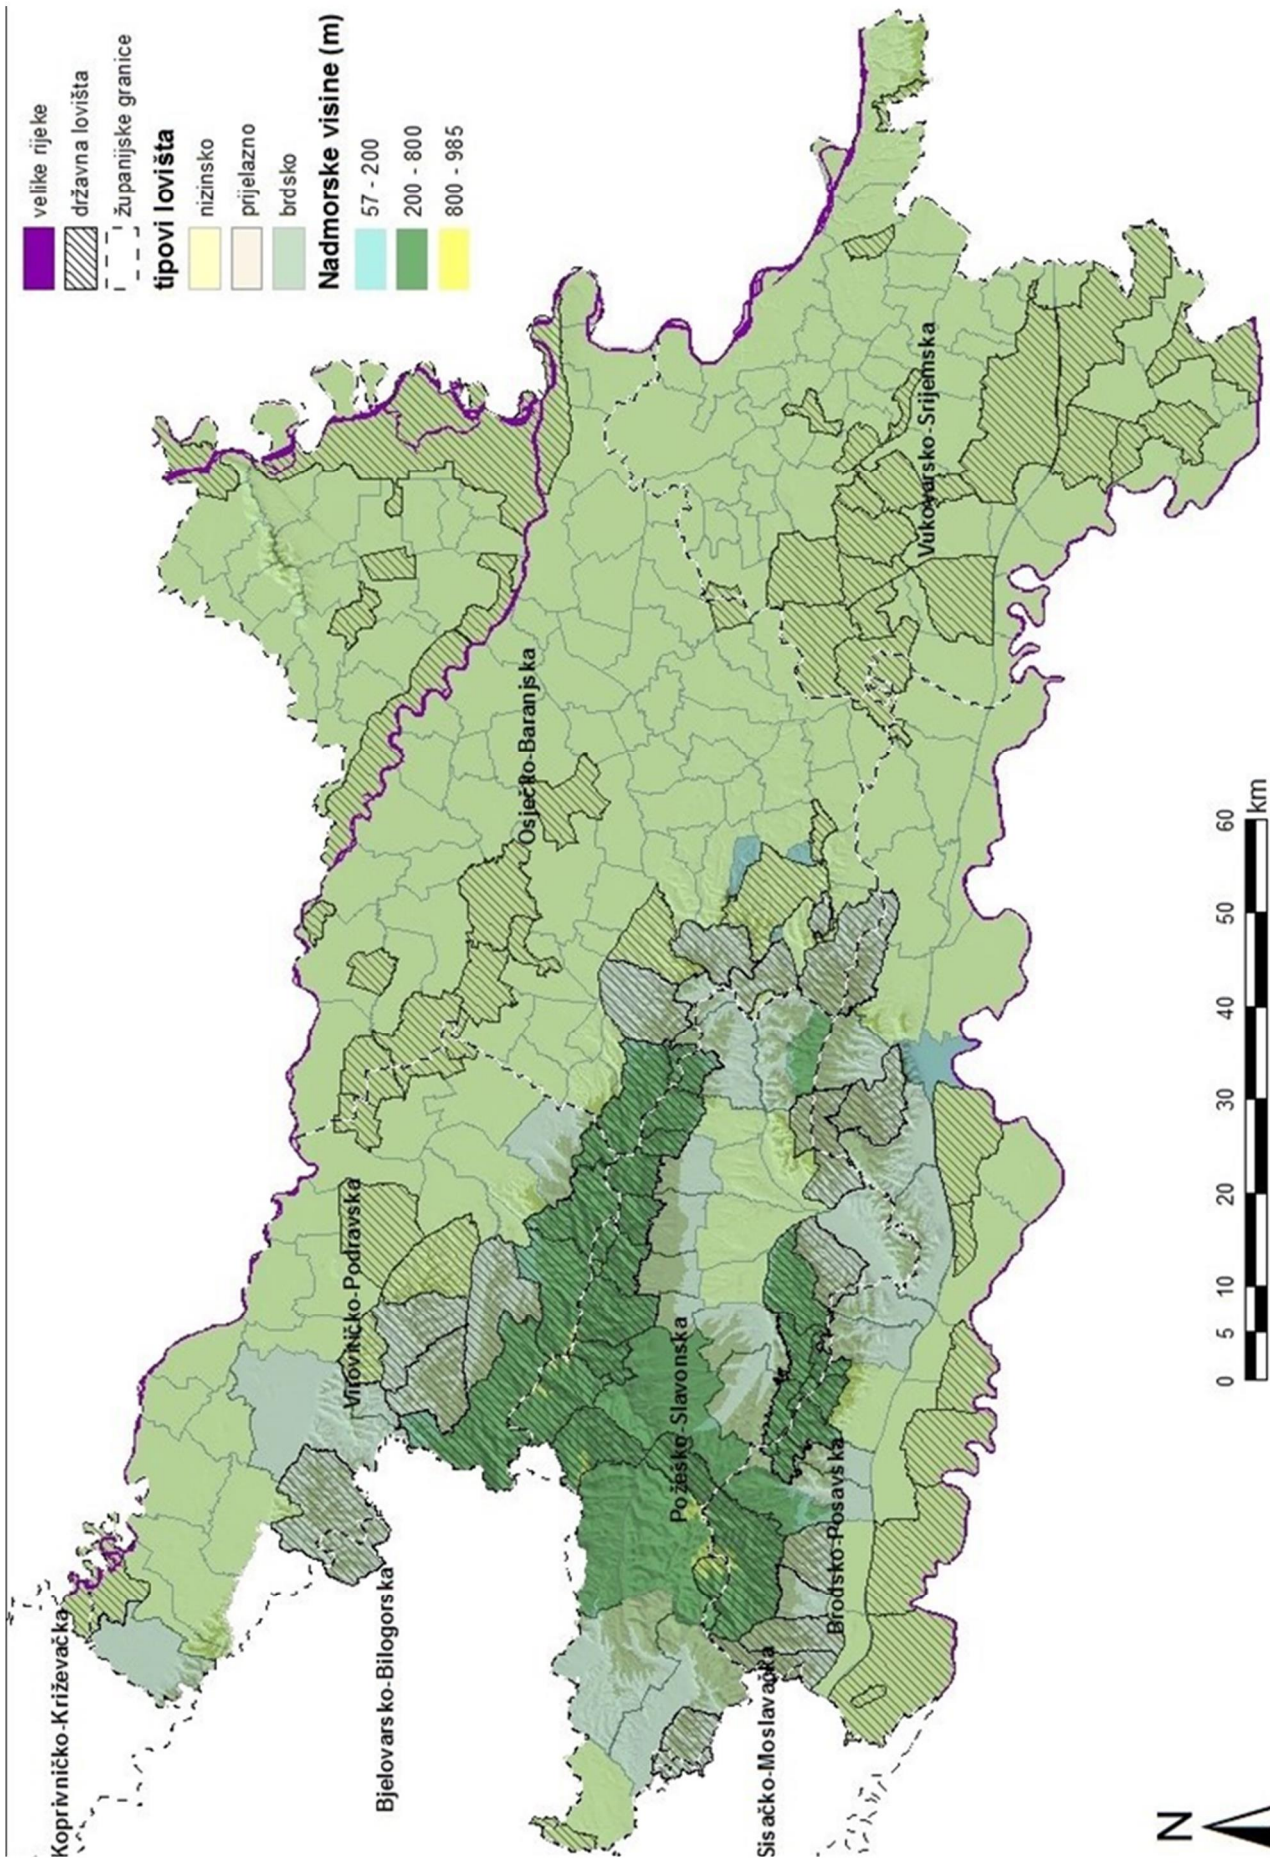 velike rijeke
državna lovišta
županijske granice
tipovi lovišta
nizinsko
prijelazno
brdsko
Nadmorske visine (m)
57 - 200
200 - 800
800 - 985
Koprivničko-Križevačka
Bjelovarsko-Bilogorska
Virovitičko-Podravska
Osječko-Baranjska
Požeško-Slavonska
Sisačko-Moslavačka
Brodsko-Posavska
Vukovarsko-Srijemska
N
0 5 10 20 30 40 50 60
km